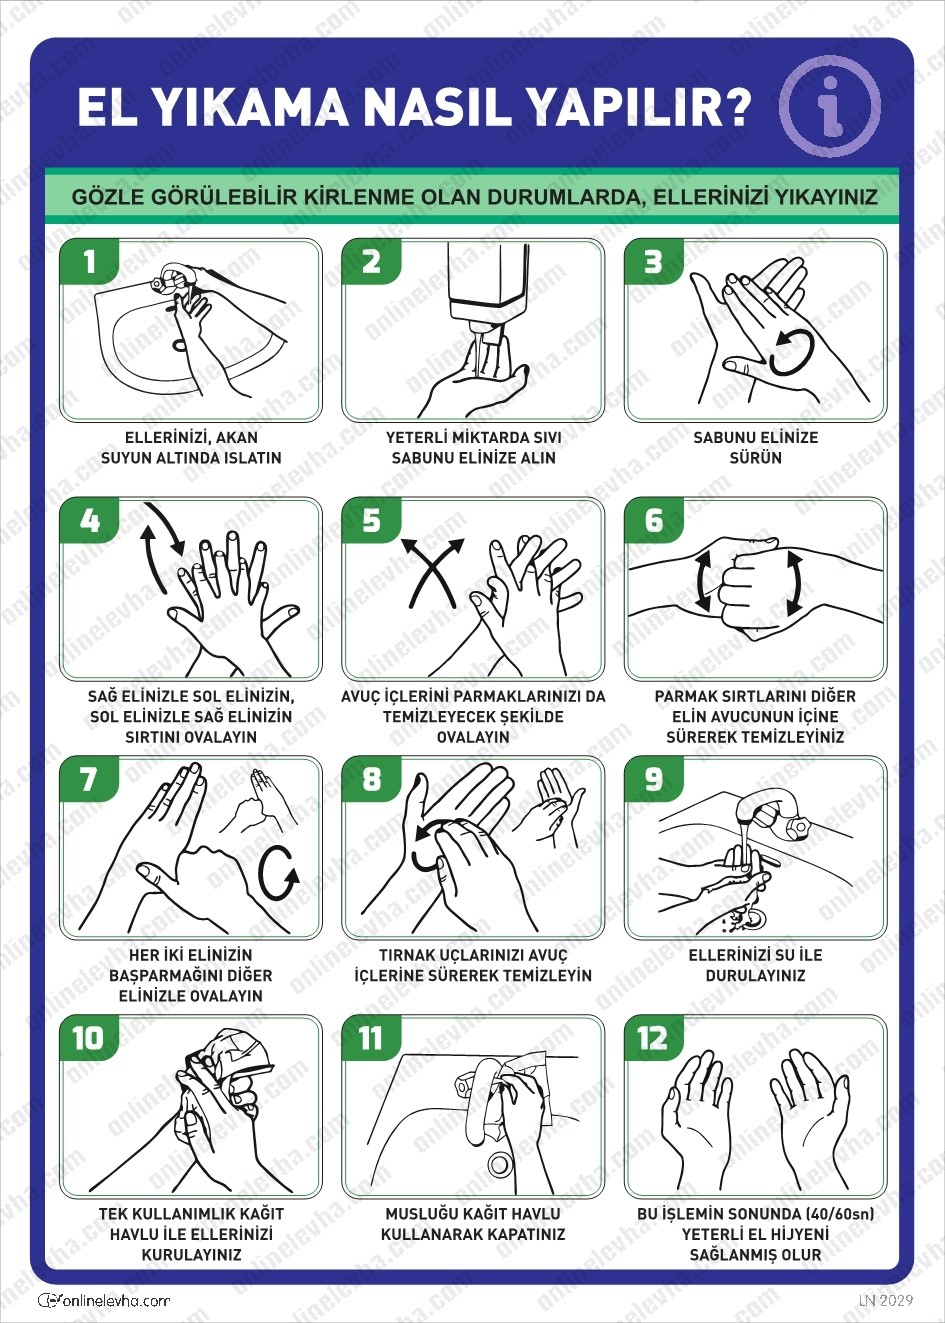 EL YIKAMA NASIL YAPILIR?
i
GÖZLE GÖRÜLEBİLİR KİRLENME OLAN DURUMLARDA, ELLERİNİZİ YIKAYINIZ
1
ELLERİNİZİ, AKAN
SUYUN ALTINDA ISLATIN
2
YETERLİ MİKTARDA SIVI
SABUNU ELİNİZE ALIN
3
SABUNU ELİNİZE
SÜRÜN
4
SAĞ ELİNİZLE SOL ELİNİZİN,
SOL ELİNİZLE SAĞ ELİNİZİN
SIRTINI OVALAYIN
5
AVUÇ İÇLERİNİ PARMAKLARINIZI DA
TEMİZLEYECEK ŞEKİLDE
OVALAYIN
6
PARMAK SIRTLARINI DİĞER
ELİN AVUCUNUN İÇİNE
SÜREREK TEMİZLEYİNİZ
7
HER İKİ ELİNİZİN
BAŞPARMAĞINI DİĞER
ELİNİZLE OVALAYIN
8
TIRNAK UÇLARINIZI AVUÇ
İÇLERİNE SÜREREK TEMİZLEYİN
9
ELLERİNİZİ SU İLE
DURULAYINIZ
10
TEK KULLANIMLIK KAĞIT
HAVLU İLE ELLERİNİZİ
KURULAYINIZ
11
MUSLUĞU KAĞIT HAVLU
KULLANARAK KAPATINIZ
12
BU İŞLEMİN SONUNDA (40/60sn)
YETERLİ EL HİJYENİ
SAĞLANMIŞ OLUR
onlinelevha.com
LN 2029